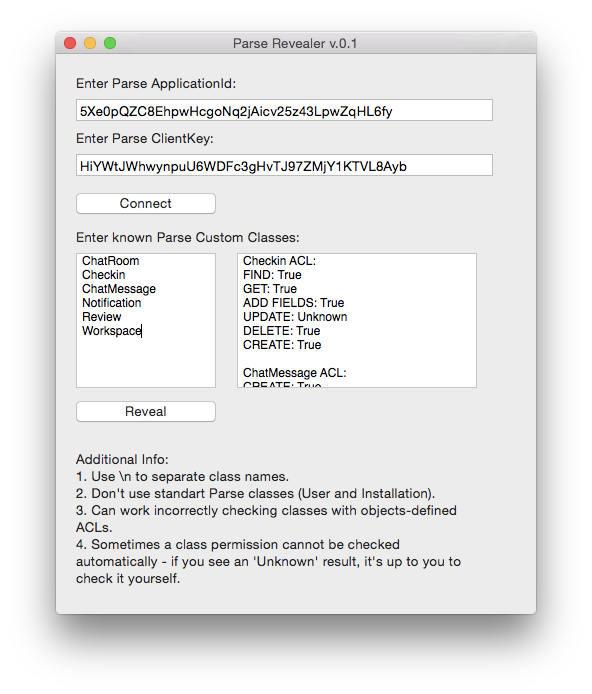 Parse Revealer v.0.1
Enter Parse ApplicationId:
5Xe0pQZC8EhpwHcgoNq2jAicv25z43LpwZqHL6fy
Enter Parse ClientKey:
HiYWtJWhwynpuU6WDFc3gHvTJ97ZMjY1KTVL8Ayb
Connect
Enter known Parse Custom Classes:
ChatRoom
Checkin
ChatMessage
Notification
Review
Workspace
Checkin ACL:
FIND: True
GET: True
ADD FIELDS: True
UPDATE: Unknown
DELETE: True
CREATE: True
ChatMessage ACL:
CREATE: True
Reveal
Additional Info:
1. Use \n to separate class names.
2. Don't use standart Parse classes (User and Installation).
3. Can work incorrectly checking classes with objects-defined
ACLs.
4. Sometimes a class permission cannot be checked
automatically - if you see an 'Unknown' result, it's up to you to
check it yourself.